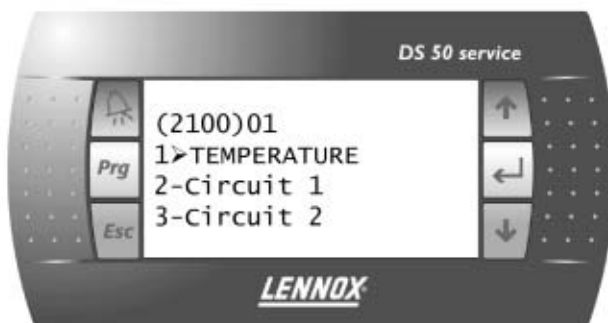 DS 50 service
(2100)01
1➢TEMPERATURE
Prg
2-Circuit 1
3-Circuit 2
Esc
LENNOX